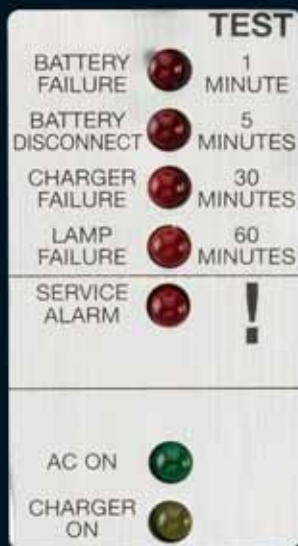 TEST
BATTERY FAILURE 1 MINUTE
BATTERY DISCONNECT 5 MINUTES
CHARGER FAILURE 30 MINUTES
LAMP FAILURE 60 MINUTES
SERVICE ALARM !
AC ON
CHARGER ON